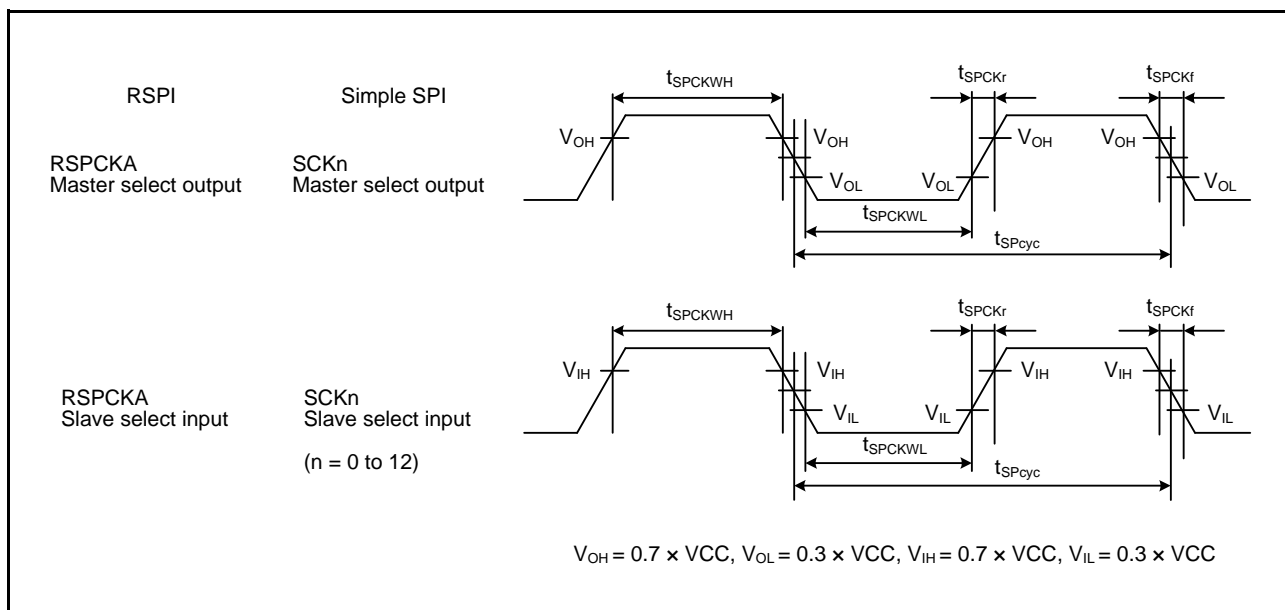 RSPI
Simple SPI
tSPCKWH
tSPCKr
tSPCKf
RSPCKA
Master select output
SCKn
Master select output
VOH
VOH
VOL
VOL
VOH
VOH
VOL
tSPCKWL
tSPcyc
tSPCKWH
tSPCKr
tSPCKf
RSPCKA
Slave select input
SCKn
Slave select input
(n = 0 to 12)
VIH
VIH
VIL
VIL
VIH
VIH
VIL
tSPCKWL
tSPcyc
VOH = 0.7 × VCC, VOL = 0.3 × VCC, VIH = 0.7 × VCC, VIL = 0.3 × VCC